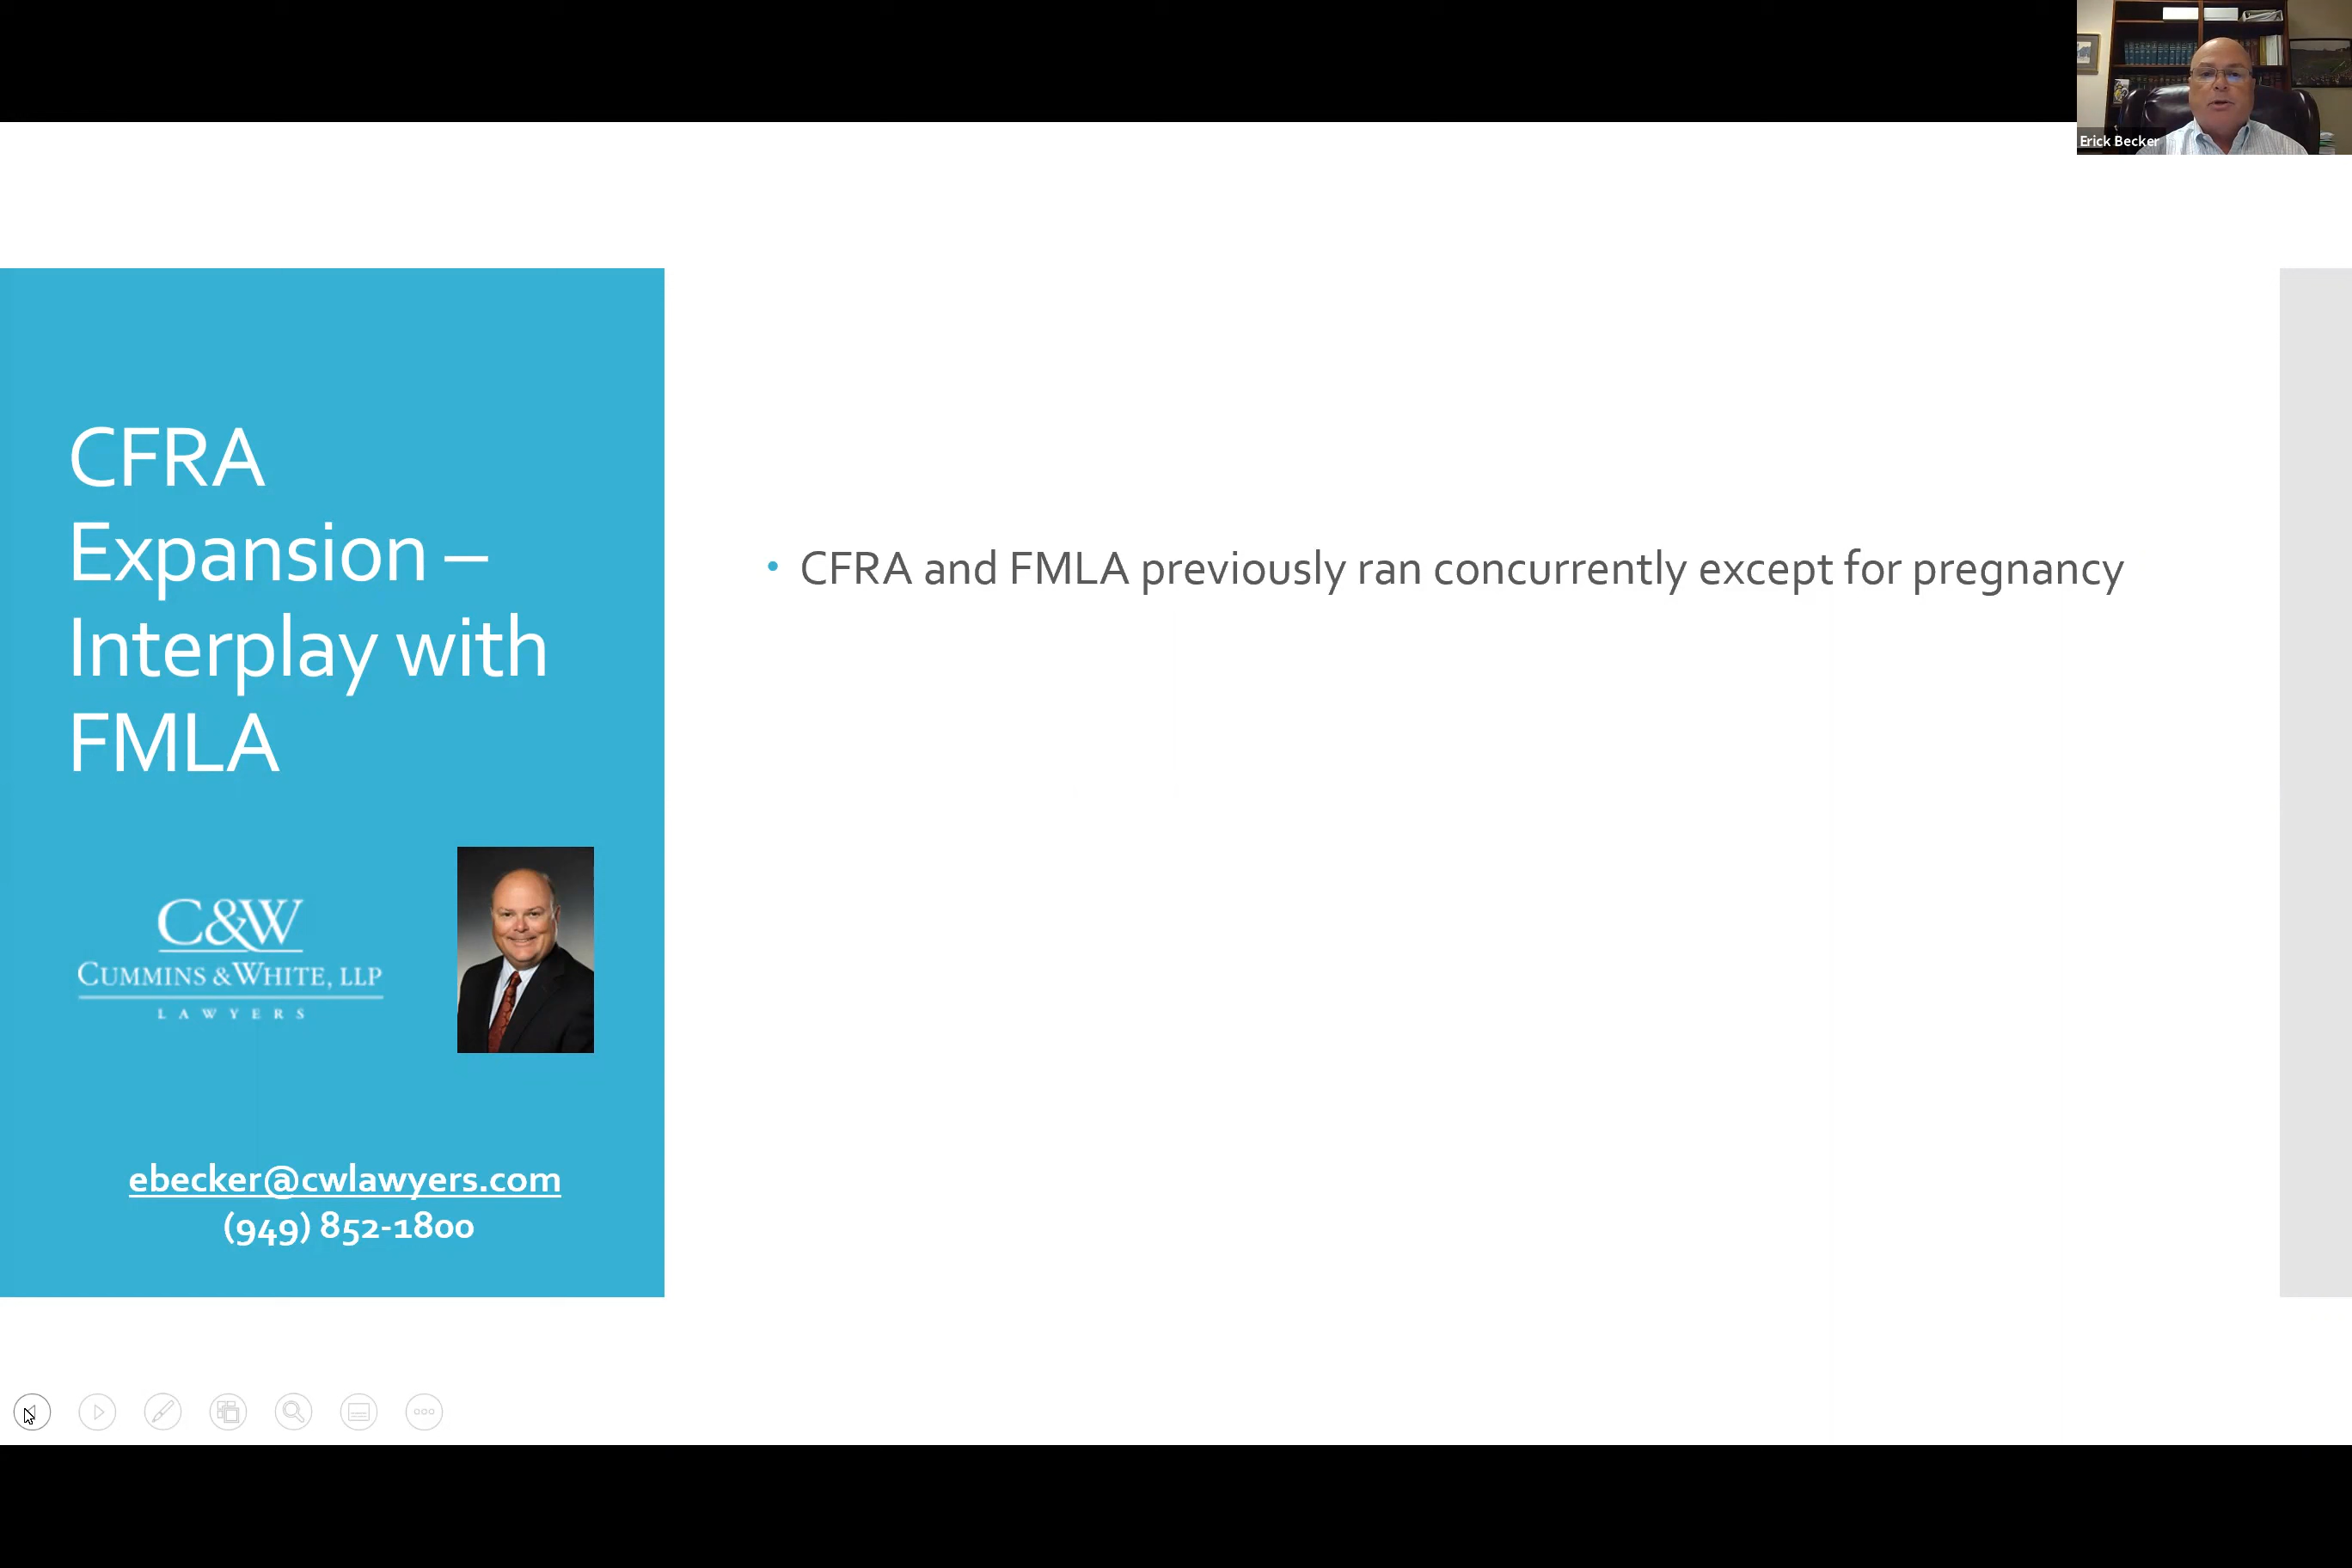 Erick Becker
CFRA
Expansion –
Interplay with
FMLA
• CFRA and FMLA previously ran concurrently except for pregnancy
C&W
CUMMINS & WHITE, LLP
LAWYERS
ebecker@cwlawyers.com
(949) 852-1800